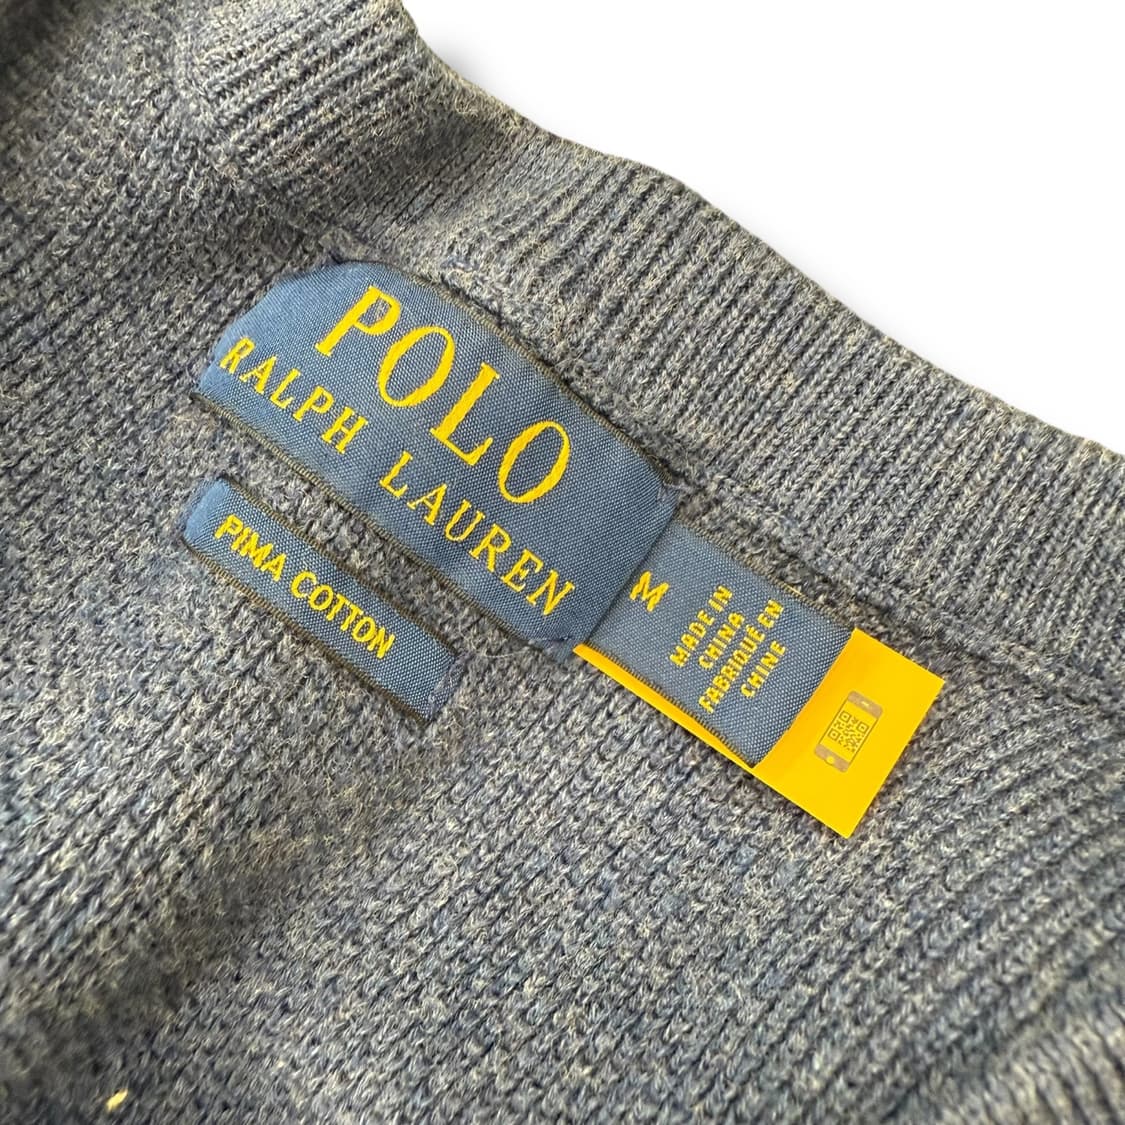 POLO
RALPH LAUREN
PIMA COTTON
M
MADE IN
CHINA
FABRIQUÉ EN
CHINE